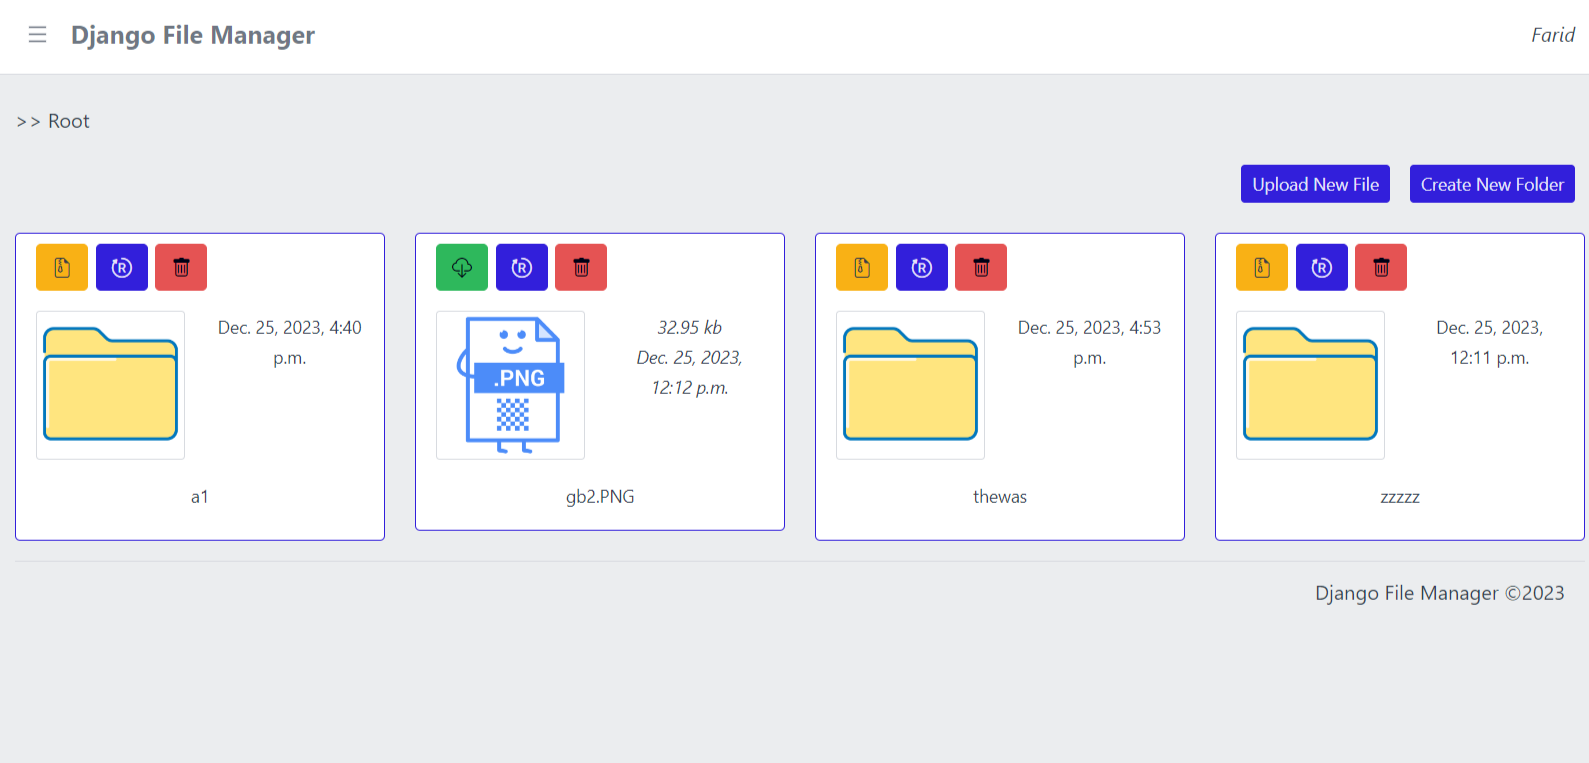 Django File Manager
Farid
>> Root
Upload New File
Create New Folder
R
Dec. 25, 2023, 4:40
p.m.
a1
R
32.95 kb
Dec. 25, 2023,
12:12 p.m.
.PNG
gb2.PNG
R
Dec. 25, 2023, 4:53
p.m.
thewas
R
Dec. 25, 2023,
12:11 p.m.
zzzzz
Django File Manager ©2023